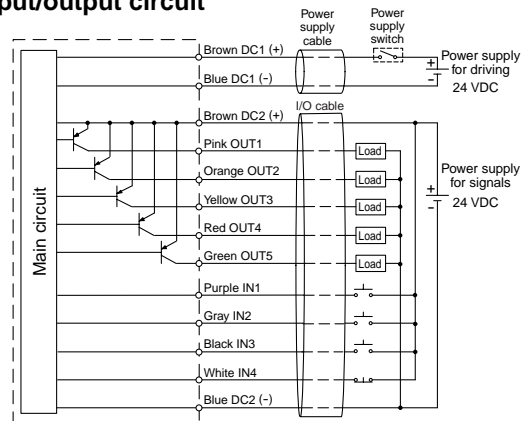 put/output circuit
Power supply cable
Power supply switch
Brown DC1 (+)
Power supply for driving 24 VDC
+
-
Blue DC1 (-)
I/O cable
Brown DC2 (+)
Pink OUT1
Load
Orange OUT2
Load
Power supply for signals 24 VDC
+
-
Yellow OUT3
Load
Red OUT4
Load
Green OUT5
Load
Main circuit
Purple IN1
Gray IN2
Black IN3
White IN4
Blue DC2 (-)